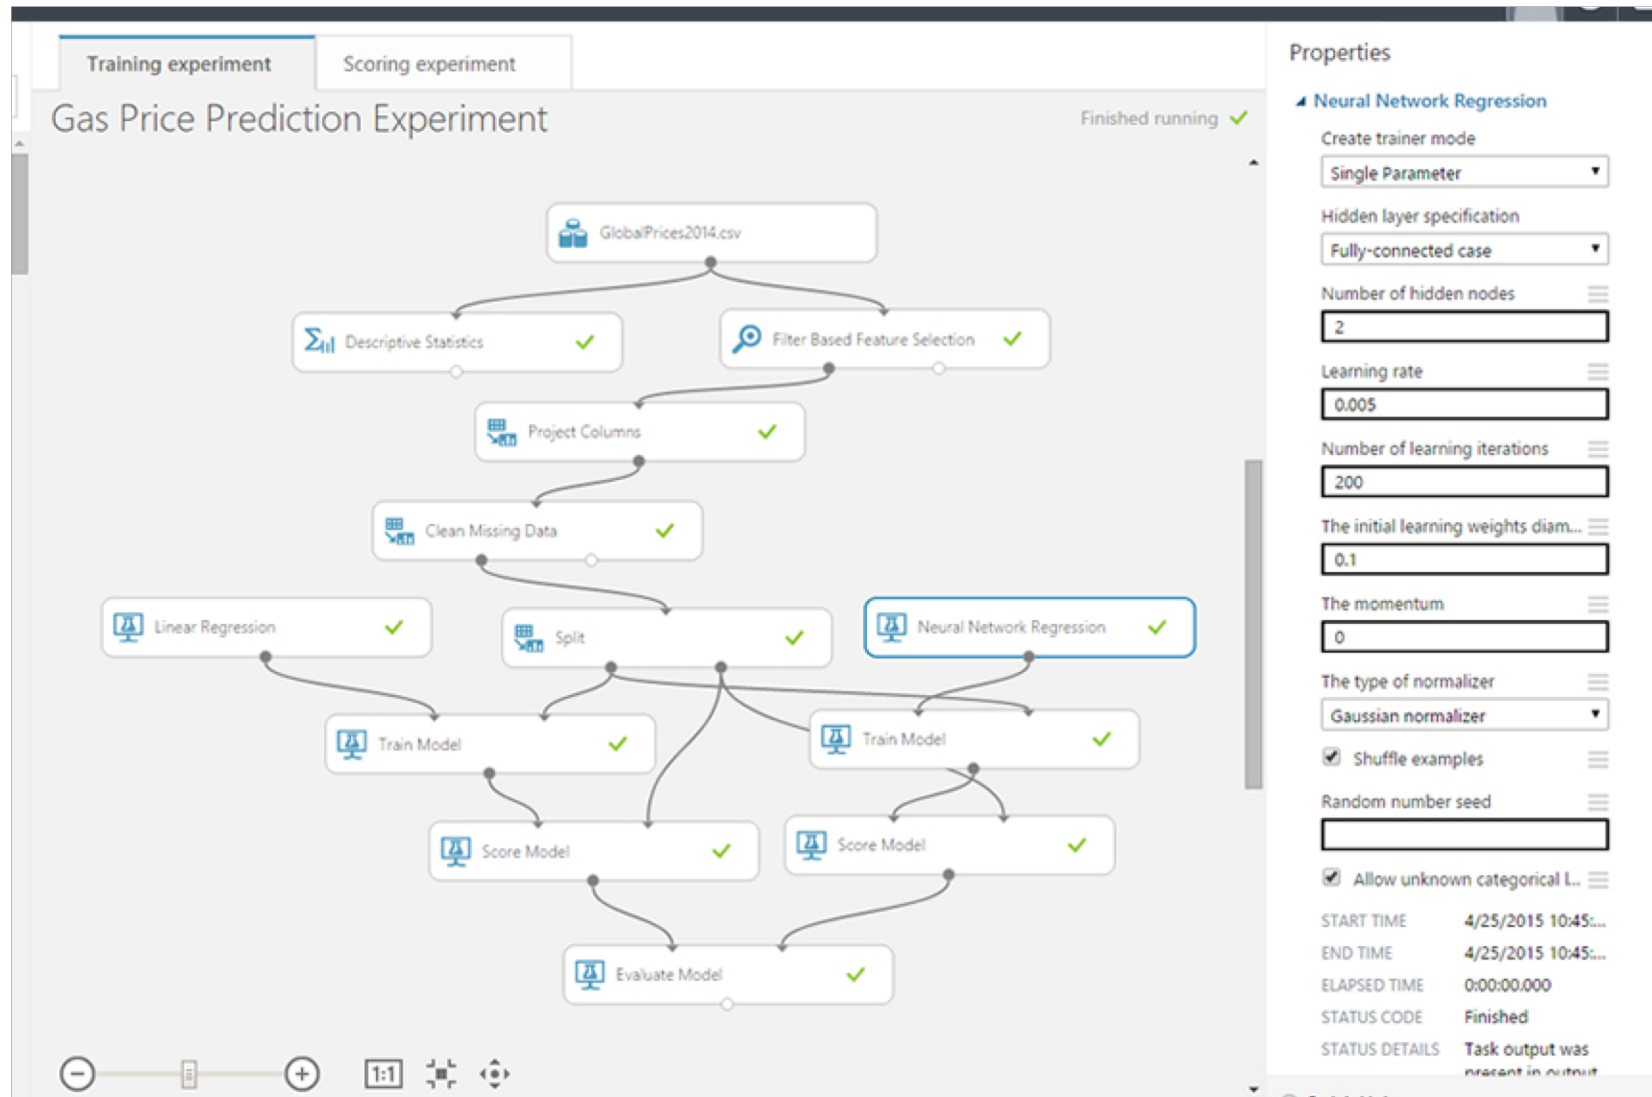 Training experiment
Scoring experiment
Gas Price Prediction Experiment
Finished running
GlobalPrices2014.csv
Descriptive Statistics
Filter Based Feature Selection
Project Columns
Clean Missing Data
Linear Regression
Split
Neural Network Regression
Train Model
Train Model
Score Model
Score Model
Evaluate Model
1:1
Properties
Neural Network Regression
Create trainer mode
Single Parameter
Hidden layer specification
Fully-connected case
Number of hidden nodes
2
Learning rate
0.005
Number of learning iterations
200
The initial learning weights diam...
0.1
The momentum
0
The type of normalizer
Gaussian normalizer
Shuffle examples
Random number seed
Allow unknown categorical l...
START TIME 4/25/2015 10:45:...
END TIME 4/25/2015 10:45:...
ELAPSED TIME 0:00:00.000
STATUS CODE Finished
STATUS DETAILS Task output was
present in output